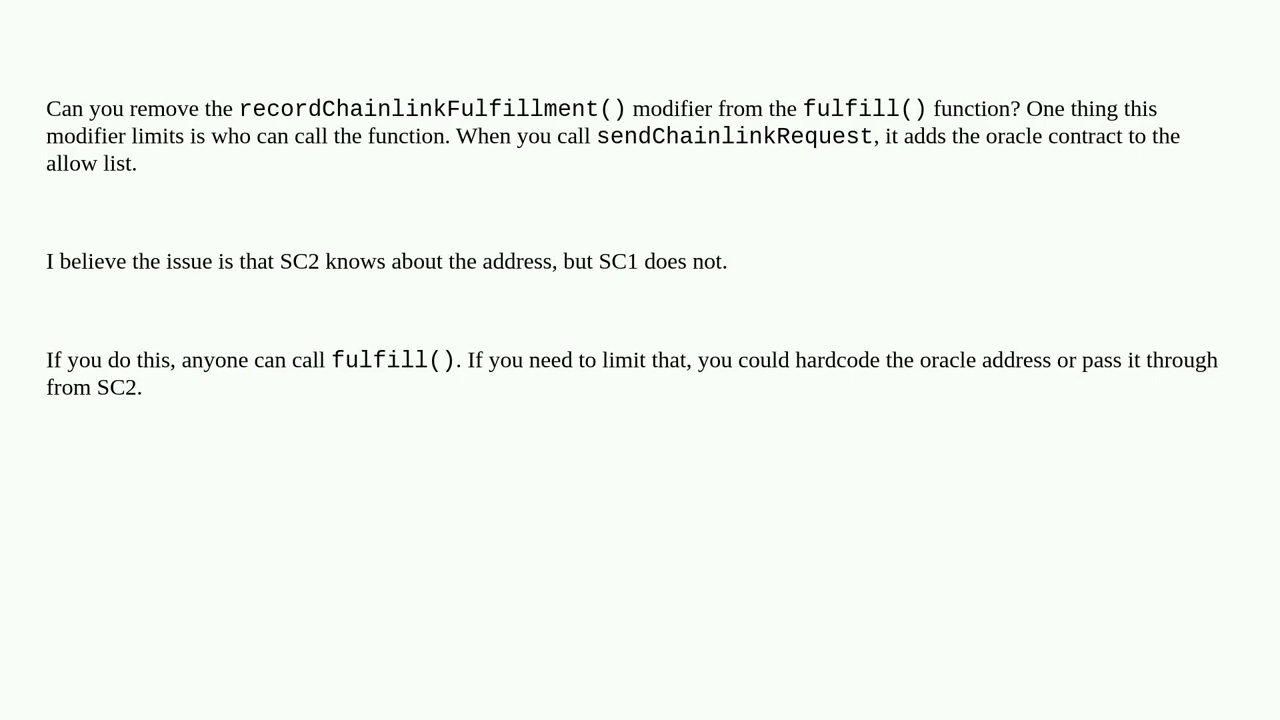 Can you remove the recordChainlinkFulfillment() modifier from the fulfill() function? One thing this
modifier limits is who can call the function. When you call sendChainlinkRequest, it adds the oracle contract to the
allow list.
I believe the issue is that SC2 knows about the address, but SC1 does not.
If you do this, anyone can call fulfill(). If you need to limit that, you could hardcode the oracle address or pass it through
from SC2.